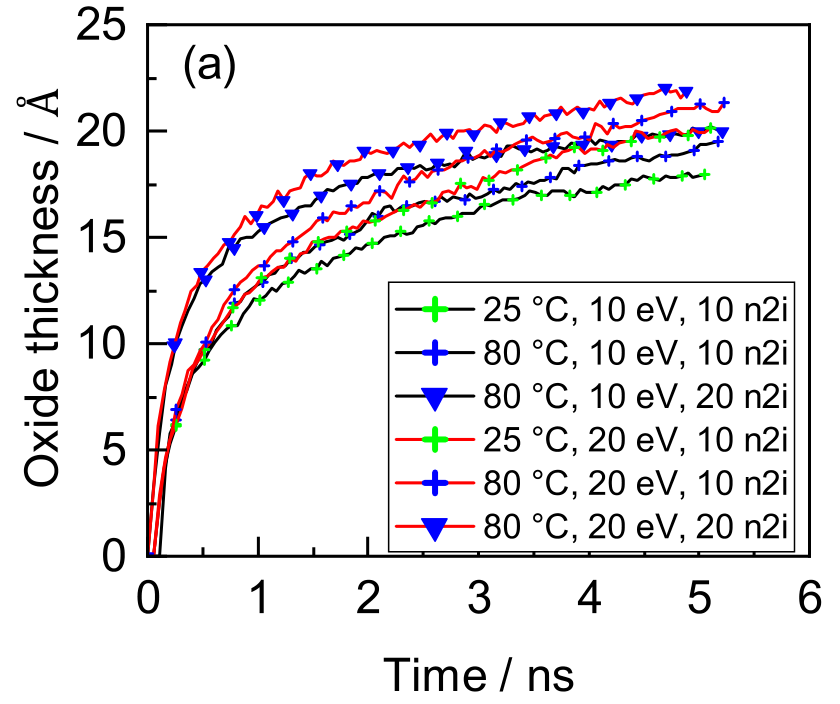 (a)
Oxide thickness / Å
25
20
15
10
5
0
25 °C, 10 eV, 10 n2i
80 °C, 10 eV, 10 n2i
80 °C, 10 eV, 20 n2i
25 °C, 20 eV, 10 n2i
80 °C, 20 eV, 10 n2i
80 °C, 20 eV, 20 n2i
0 1 2 3 4 5 6
Time / ns